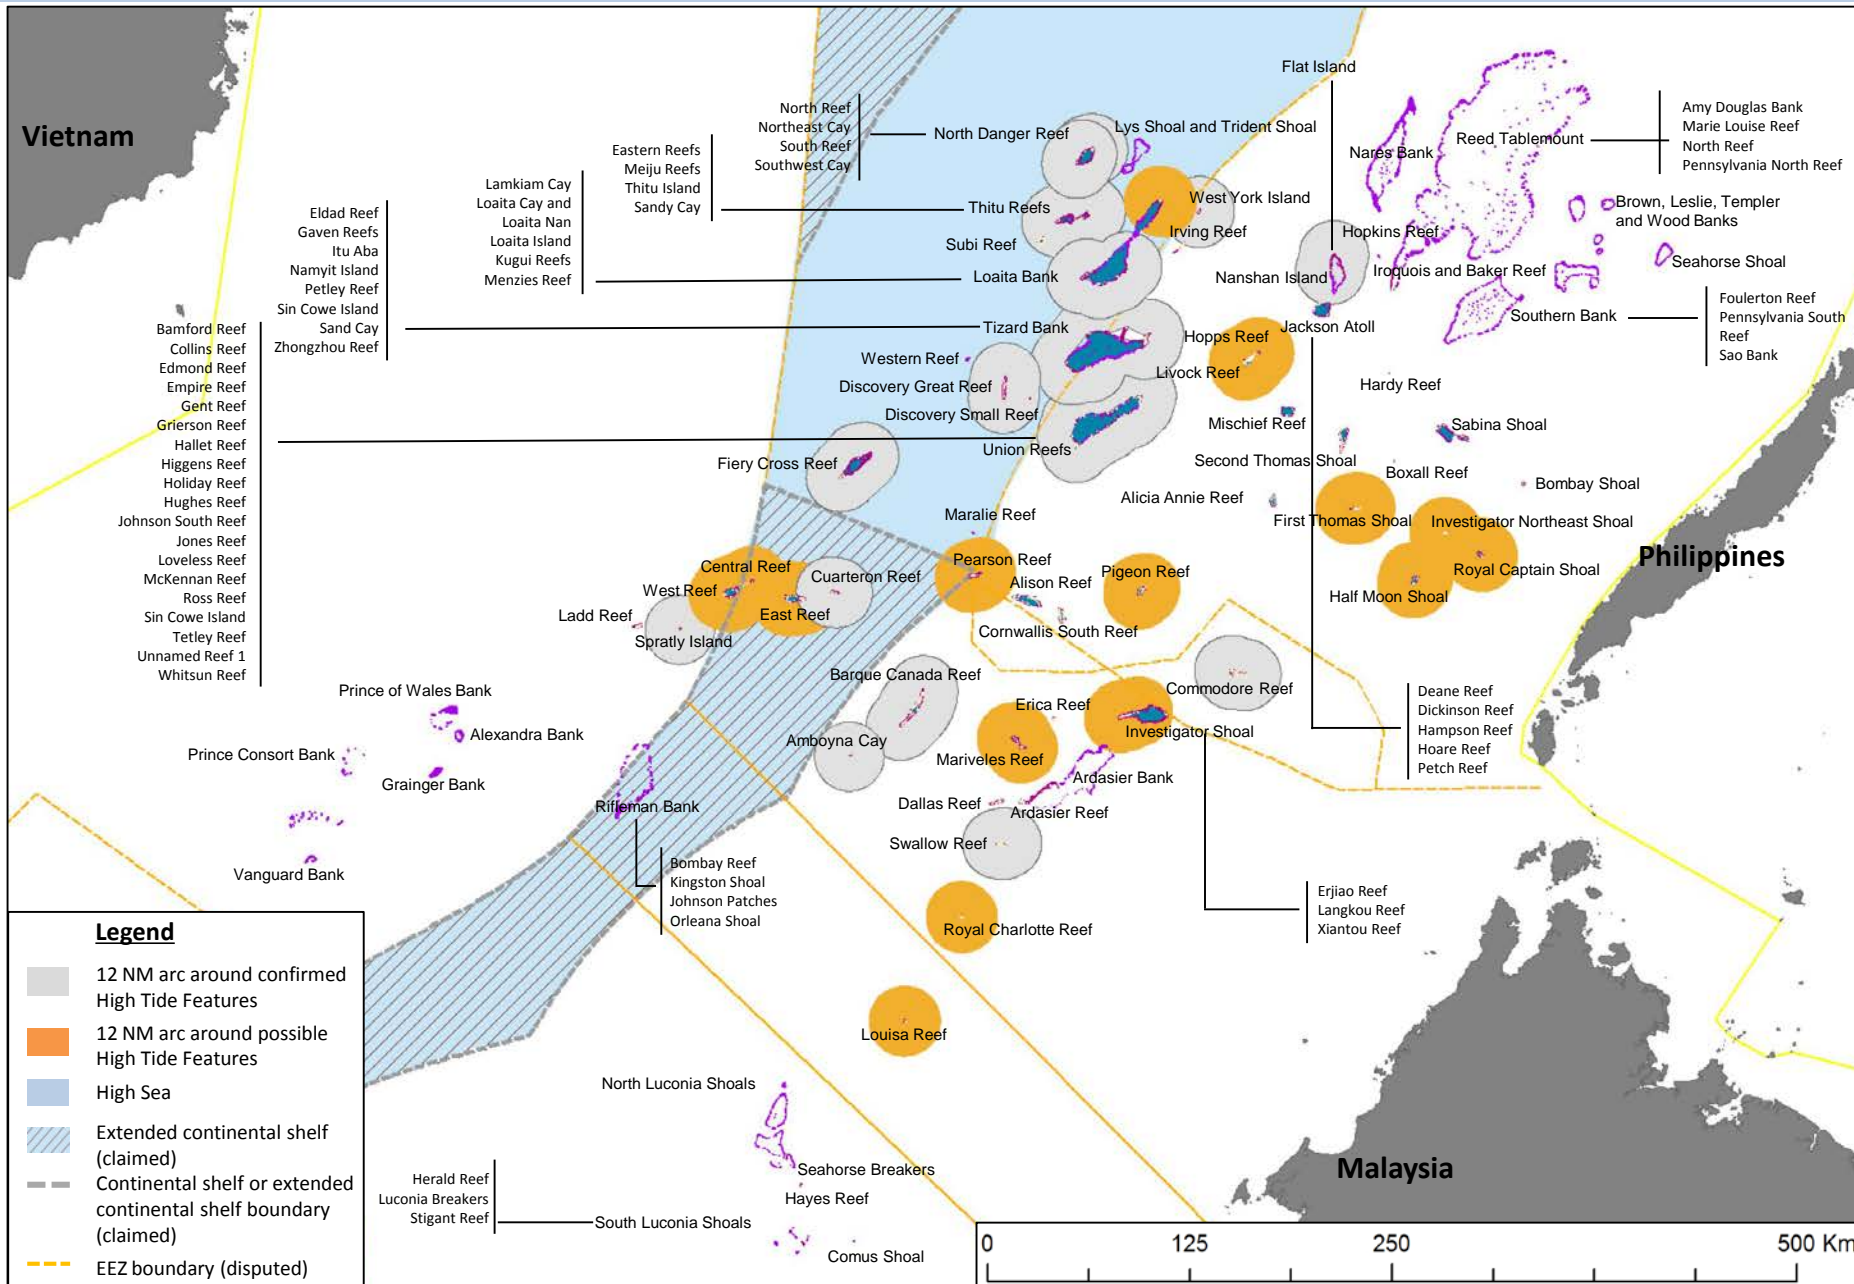 Vietnam
Flat Island
North Reef
Northeast Cay
South Reef
Southwest Cay
North Danger Reef
Lys Shoal and Trident Shoal
Nares Bank
Reed Tablemount
Amy Douglas Bank
Marie Louise Reef
North Reef
Pennsylvania North Reef
Eastern Reefs
Meiju Reefs
Thitu Island
Sandy Cay
Thitu Reefs
West York Island
Irving Reef
Subi Reef
Hopkins Reef
Brown, Leslie, Templer
and Wood Banks
Lamkiam Cay
Loaita Cay and
Loaita Nan
Loaita Island
Kugui Reefs
Menzies Reef
Loaita Bank
Nanshan Island
Iroquois and Baker Reef
Seahorse Shoal
Eldad Reef
Gaven Reefs
Itu Aba
Namyit Island
Petley Reef
Sin Cowe Island
Sand Cay
Zhongzhou Reef
Tizard Bank
Hopps Reef
Jackson Atoll
Southern Bank
Foulerton Reef
Pennsylvania South
Reef
Sao Bank
Bamford Reef
Collins Reef
Edmond Reef
Empire Reef
Gent Reef
Grierson Reef
Hallet Reef
Higgens Reef
Holiday Reef
Hughes Reef
Johnson South Reef
Jones Reef
Loveless Reef
McKennan Reef
Ross Reef
Sin Cowe Island
Tetley Reef
Unnamed Reef 1
Whitsun Reef
Western Reef
Discovery Great Reef
Discovery Small Reef
Union Reefs
Livock Reef
Hardy Reef
Mischief Reef
Sabina Shoal
Second Thomas Shoal
Boxall Reef
Bombay Shoal
Fiery Cross Reef
Alicia Annie Reef
First Thomas Shoal
Investigator Northeast Shoal
Maralie Reef
Philippines
Royal Captain Shoal
Half Moon Shoal
Central Reef
West Reef
Cuarteron Reef
East Reef
Ladd Reef
Spratly Island
Pearson Reef
Alison Reef
Pigeon Reef
Cornwallis South Reef
Barque Canada Reef
Commodore Reef
Erica Reef
Investigator Shoal
Amboyna Cay
Mariveles Reef
Ardasier Bank
Dallas Reef
Ardasier Reef
Swallow Reef
Deane Reef
Dickinson Reef
Hampson Reef
Hoare Reef
Petch Reef
Prince of Wales Bank
Alexandra Bank
Prince Consort Bank
Grainger Bank
Rifleman Bank
Vanguard Bank
Bombay Reef
Kingston Shoal
Johnson Patches
Orleana Shoal
Erjiao Reef
Langkou Reef
Xiantou Reef
Royal Charlotte Reef
Louisa Reef
North Luconia Shoals
Seahorse Breakers
Hayes Reef
Herald Reef
Luconia Breakers
Stigant Reef
South Luconia Shoals
Comus Shoal
Malaysia
Legend
12 NM arc around confirmed
High Tide Features
12 NM arc around possible
High Tide Features
High Sea
Extended continental shelf
(claimed)
Continental shelf or extended
continental shelf boundary
(claimed)
EEZ boundary (disputed)
0 125 250 500 Km